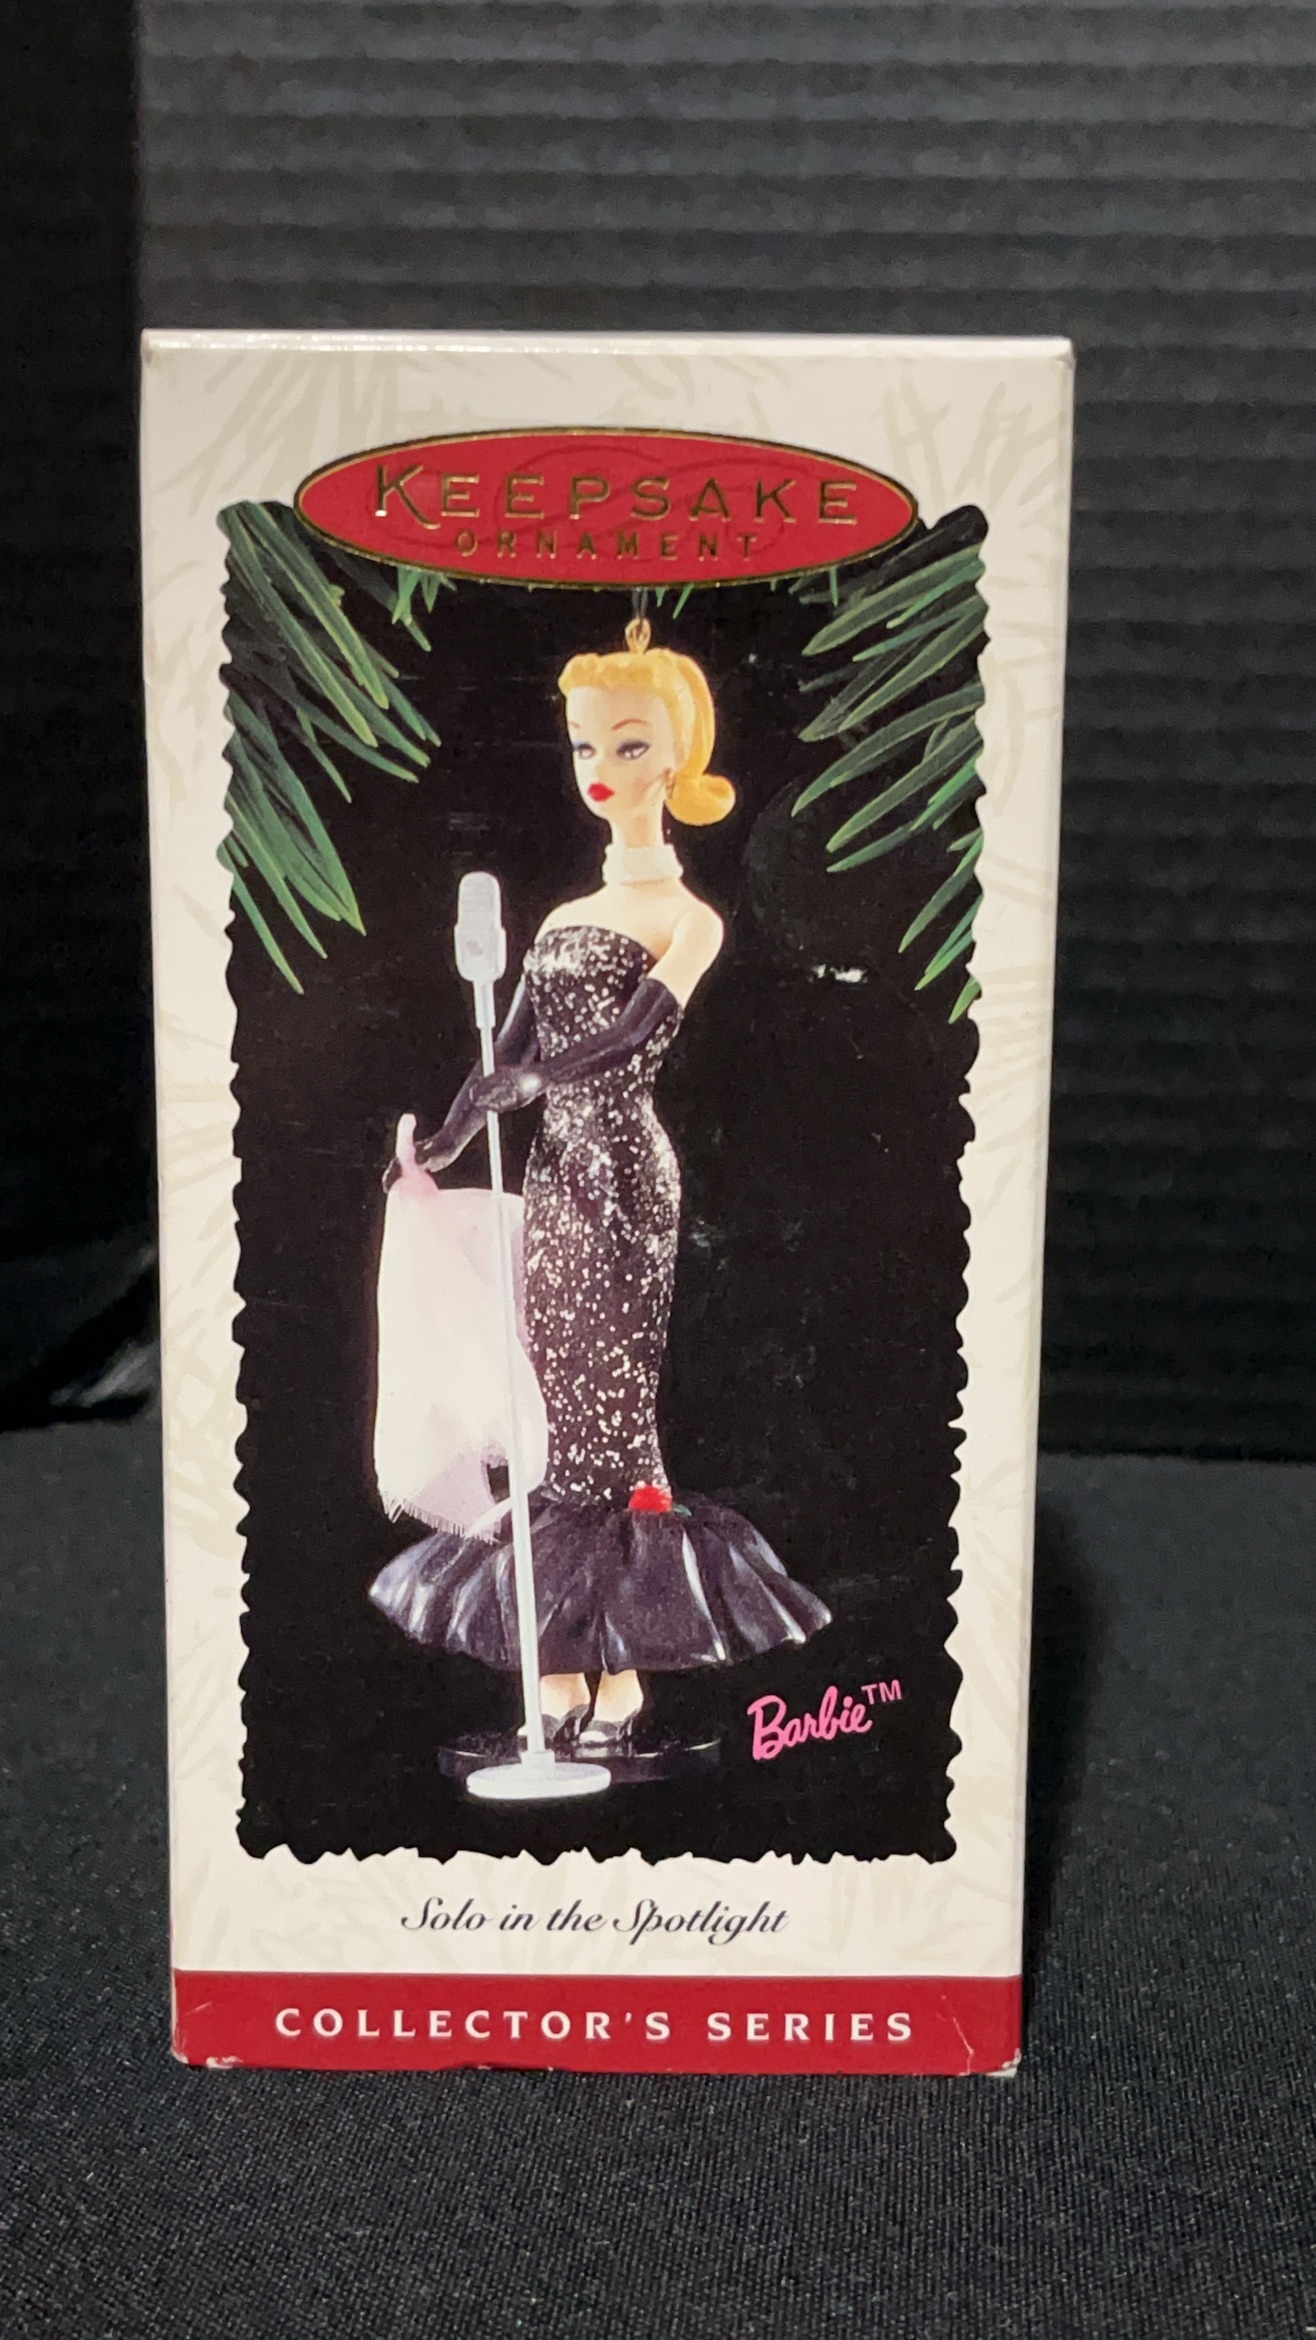 KEEPSAKE
ORNAMENT
Barbie™
Solo in the Spotlight
COLLECTOR'S SERIES